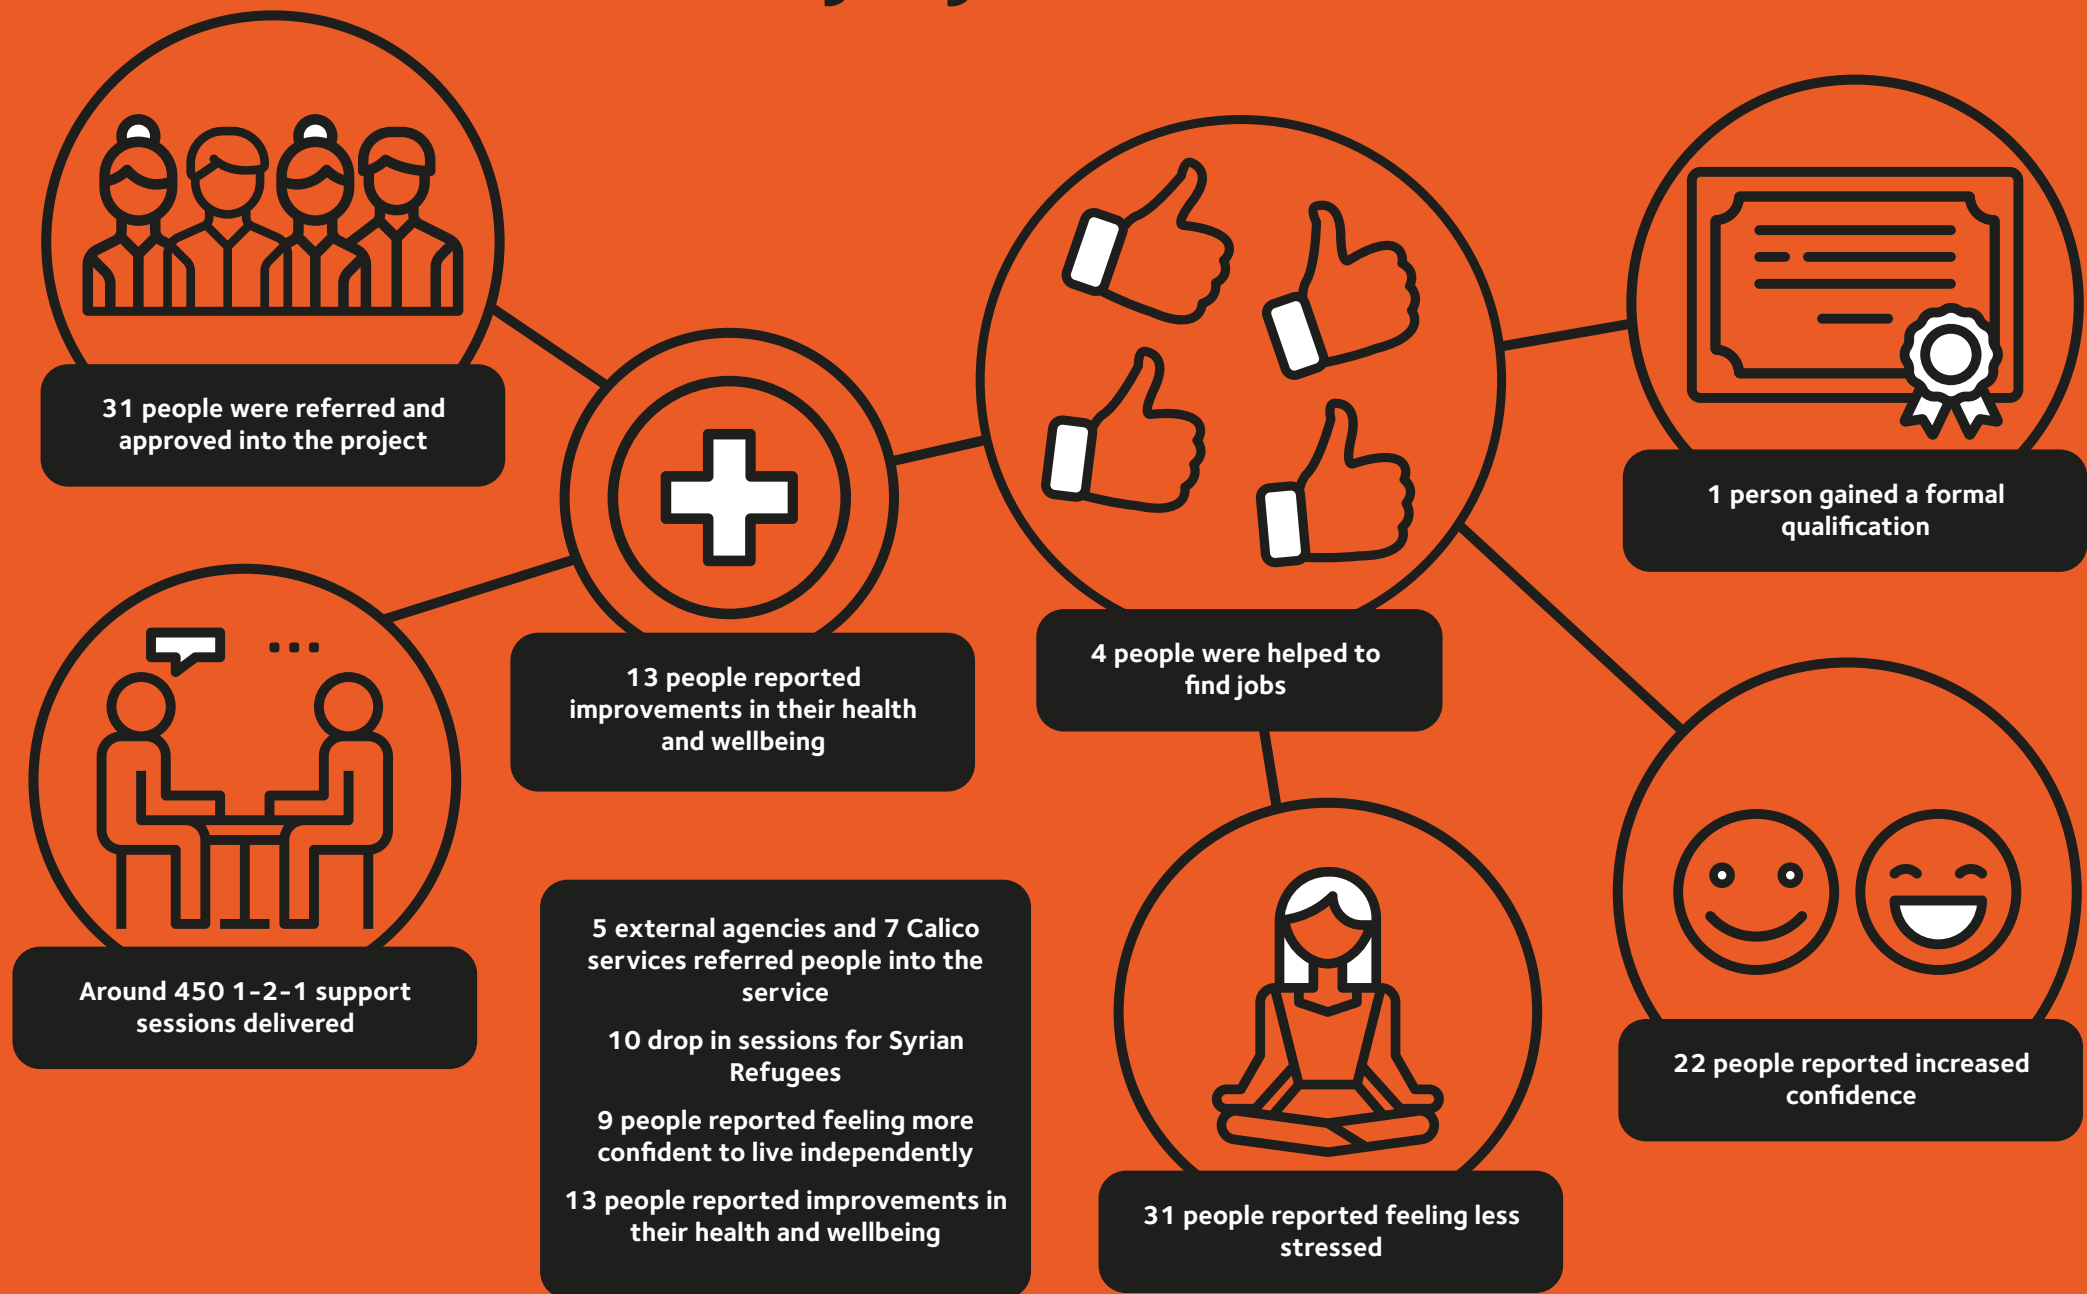 31 people were referred and
approved into the project
1 person gained a formal
qualification
4 people were helped to
find jobs
13 people reported
improvements in their health
and wellbeing
Around 450 1-2-1 support
sessions delivered
5 external agencies and 7 Calico
services referred people into the
service
10 drop in sessions for Syrian
Refugees
9 people reported feeling more
confident to live independently
13 people reported improvements in
their health and wellbeing
22 people reported increased
confidence
31 people reported feeling less
stressed